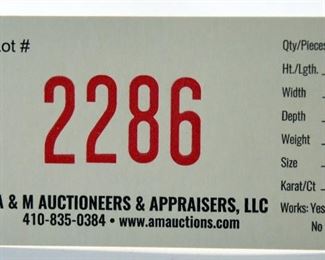 Lot #
2286
A & M AUCTIONEERS & APPRAISERS, LLC
410-835-0384 • www.amauctions.com
Qty/Pieces
Ht./Lgth.
Width
Depth
Weight
Size
Karat/Ct
Works: Yes
No